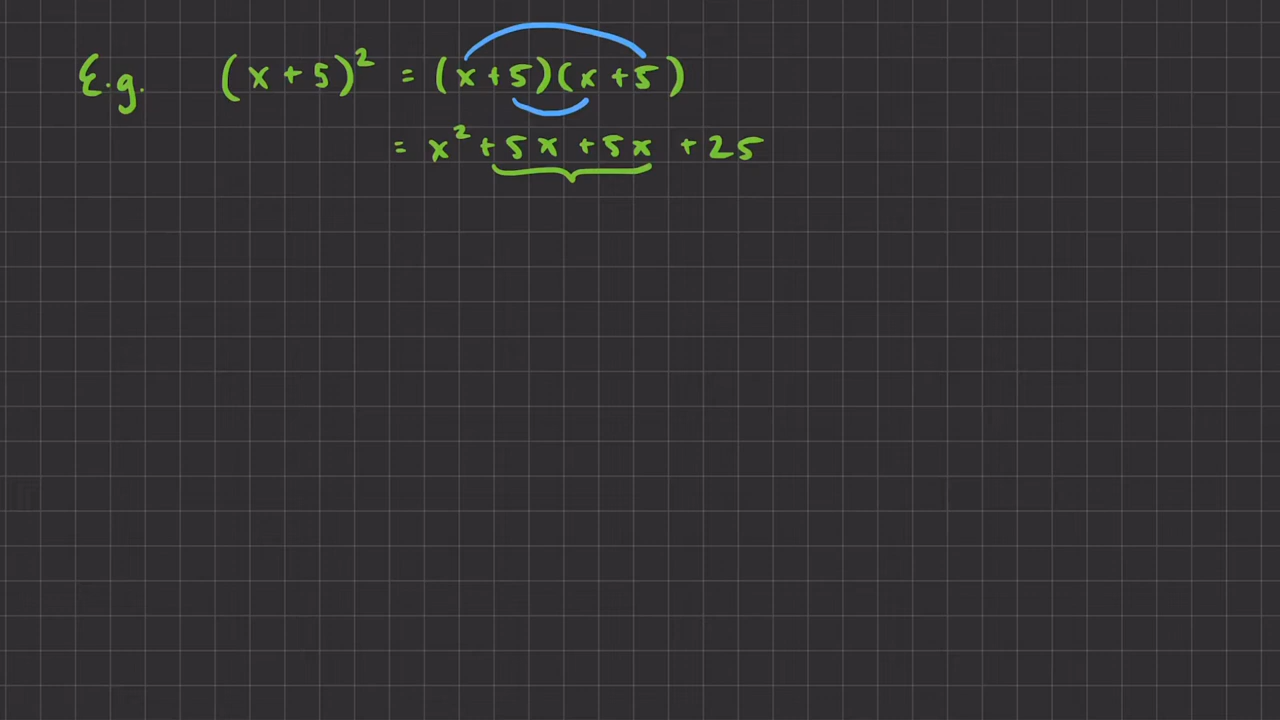 E.g. (x+5)² = (x+5)(x+5)
= x² +5x +5x +25